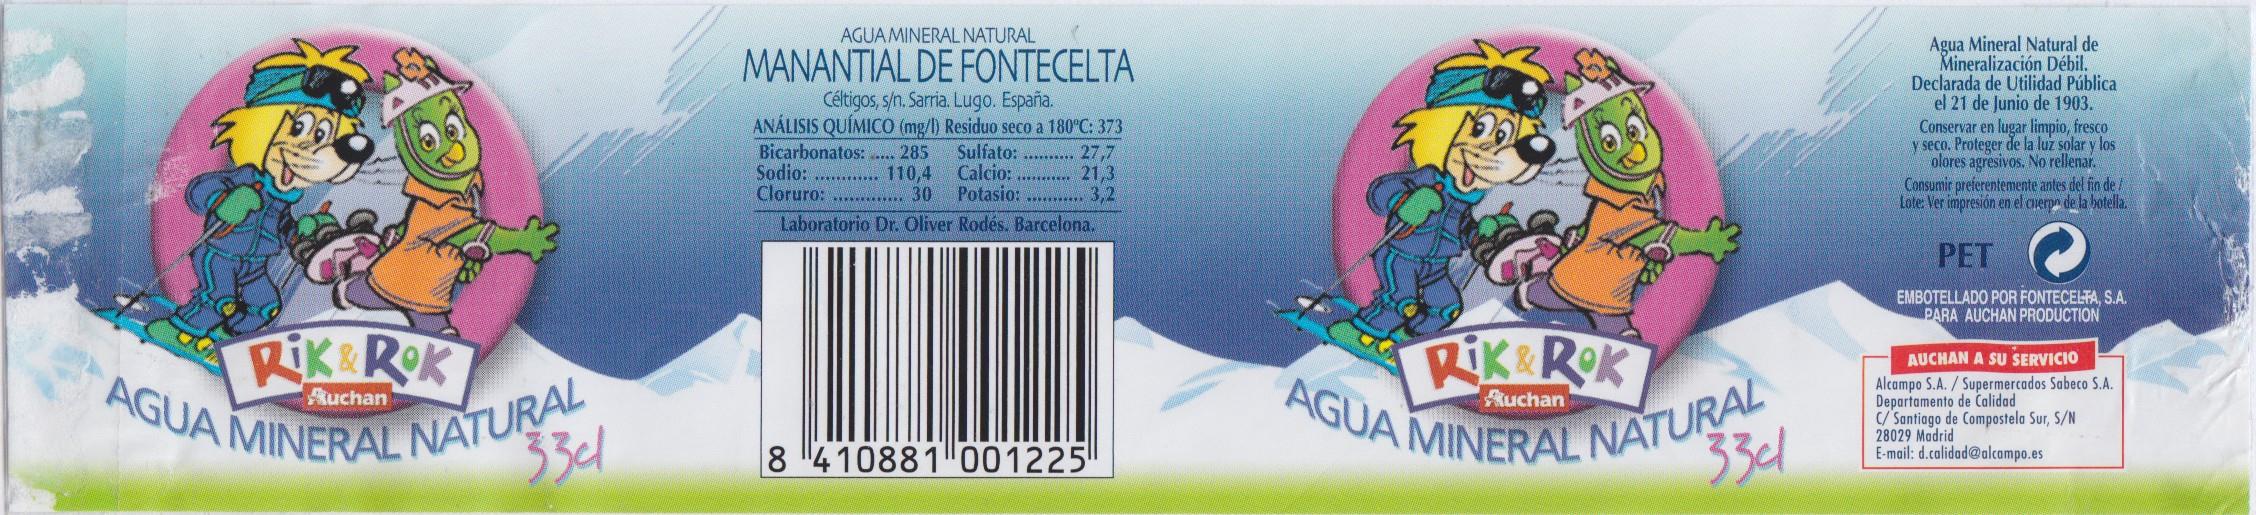 RiK & RoK
Auchan
AGUA MINERAL NATURAL
33cl
AGUA MINERAL NATURAL
MANANTIAL DE FONTECELTA
Céltigos, s/n. Sarria. Lugo. España.
ANÁLISIS QUÍMICO (mg/l) Residuo seco a 180ºC: 373
Bicarbonatos: ..... 285 Sulfato: .......... 27,7
Sodio: ............ 110,4 Calcio: ........... 21,3
Cloruro: ............. 30 Potasio: ........... 3,2
Laboratorio Dr. Oliver Rodés. Barcelona.
8 410881 001225
RiK & RoK
Auchan
AGUA MINERAL NATURAL
33cl
Agua Mineral Natural de
Mineralización Débil.
Declarada de Utilidad Pública
el 21 de Junio de 1903.
Conservar en lugar limpio, fresco
y seco. Proteger de la luz solar y los
olores agresivos. No rellenar.
Consumir preferentemente antes del fin de /
Lote: Ver impresión en el cuerpo de la botella.
PET
EMBOTELLADO POR FONTECELTA, S.A.
PARA AUCHAN PRODUCTION
AUCHAN A SU SERVICIO
Alcampo S.A. / Supermercados Sabeco S.A.
Departamento de Calidad
C/ Santiago de Compostela Sur, S/N
28029 Madrid
E-mail: d.calidad@alcampo.es